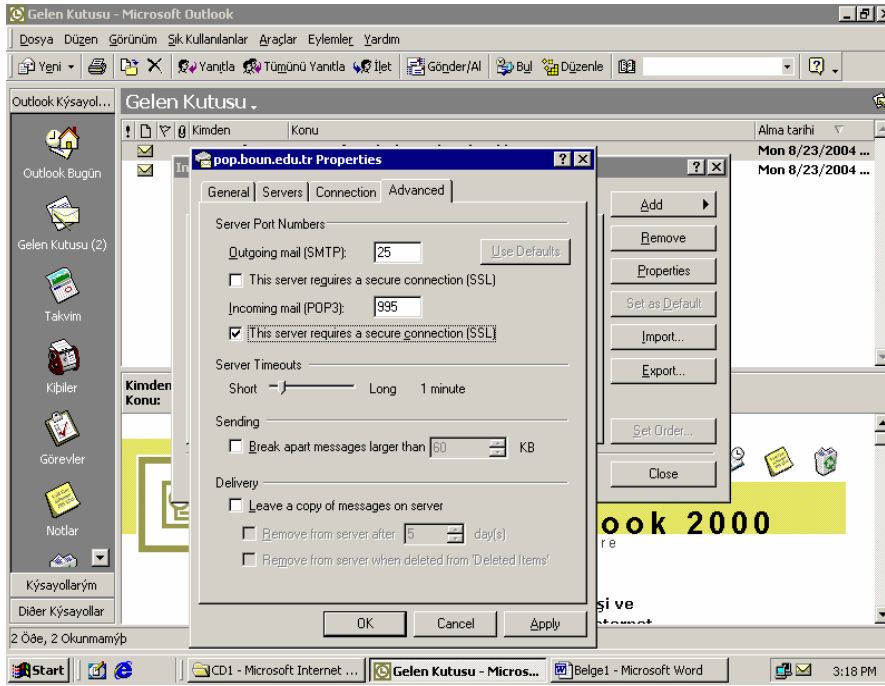 Gelen Kutusu - Microsoft Outlook
Dosya Düzen Görünüm Sık Kullanılanlar Araçlar Eylemler Yardım
Yeni Yanıtla Tümünü Yanıtla İlet Gönder/Al Bul Düzenle
Outlook Kýsayol... Gelen Kutusu
! Kimden Konu Alma tarihi
Mon 8/23/2004 ...
Mon 8/23/2004 ...
Outlook Bugün
Gelen Kutusu (2)
Takvim
Kiþiler
Görevler
Notlar
Kýsayollarým
Diðer Kýsayollar
In
pop.boun.edu.tr Properties
General Servers Connection Advanced
Server Port Numbers
Outgoing mail (SMTP): 25 Use Defaults
This server requires a secure connection (SSL)
Incoming mail (POP3): 995
This server requires a secure connection (SSL)
Server Timeouts
Short Long 1 minute
Sending
Break apart messages larger than 60 KB
Delivery
Leave a copy of messages on server
Remove from server after 5 day(s)
Remove from server when deleted from 'Deleted Items'
OK Cancel Apply
Add
Remove
Properties
Set as Default
Import...
Export...
Set Order...
Close
Kimden
Konu:
ook 2000
re
şi ve
2 Öðe, 2 Okunmamýþ
Start CD1 - Microsoft Internet ... Gelen Kutusu - Micros... Belge1 - Microsoft Word 3:18 PM